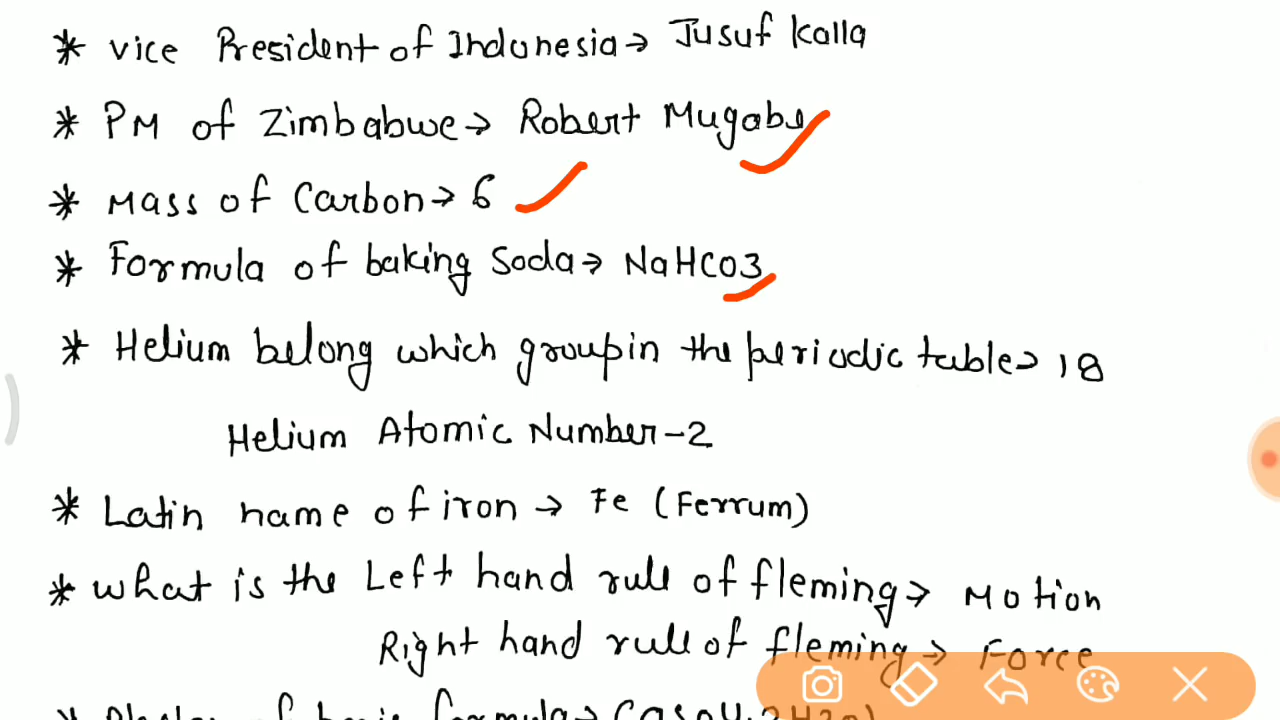 * vice President of Indonesia → Jusuf Kalla
* PM of Zimbabwe → Robert Mugabe
* Mass of Carbon → 6
* Formula of baking Soda → NaHCO3
* Helium belong which group in the periodic table → 18
Helium Atomic Number - 2
* Latin name of iron → Fe (Ferrum)
* What is the Left hand rule of fleming → Motion
Right hand rule of fleming → Force